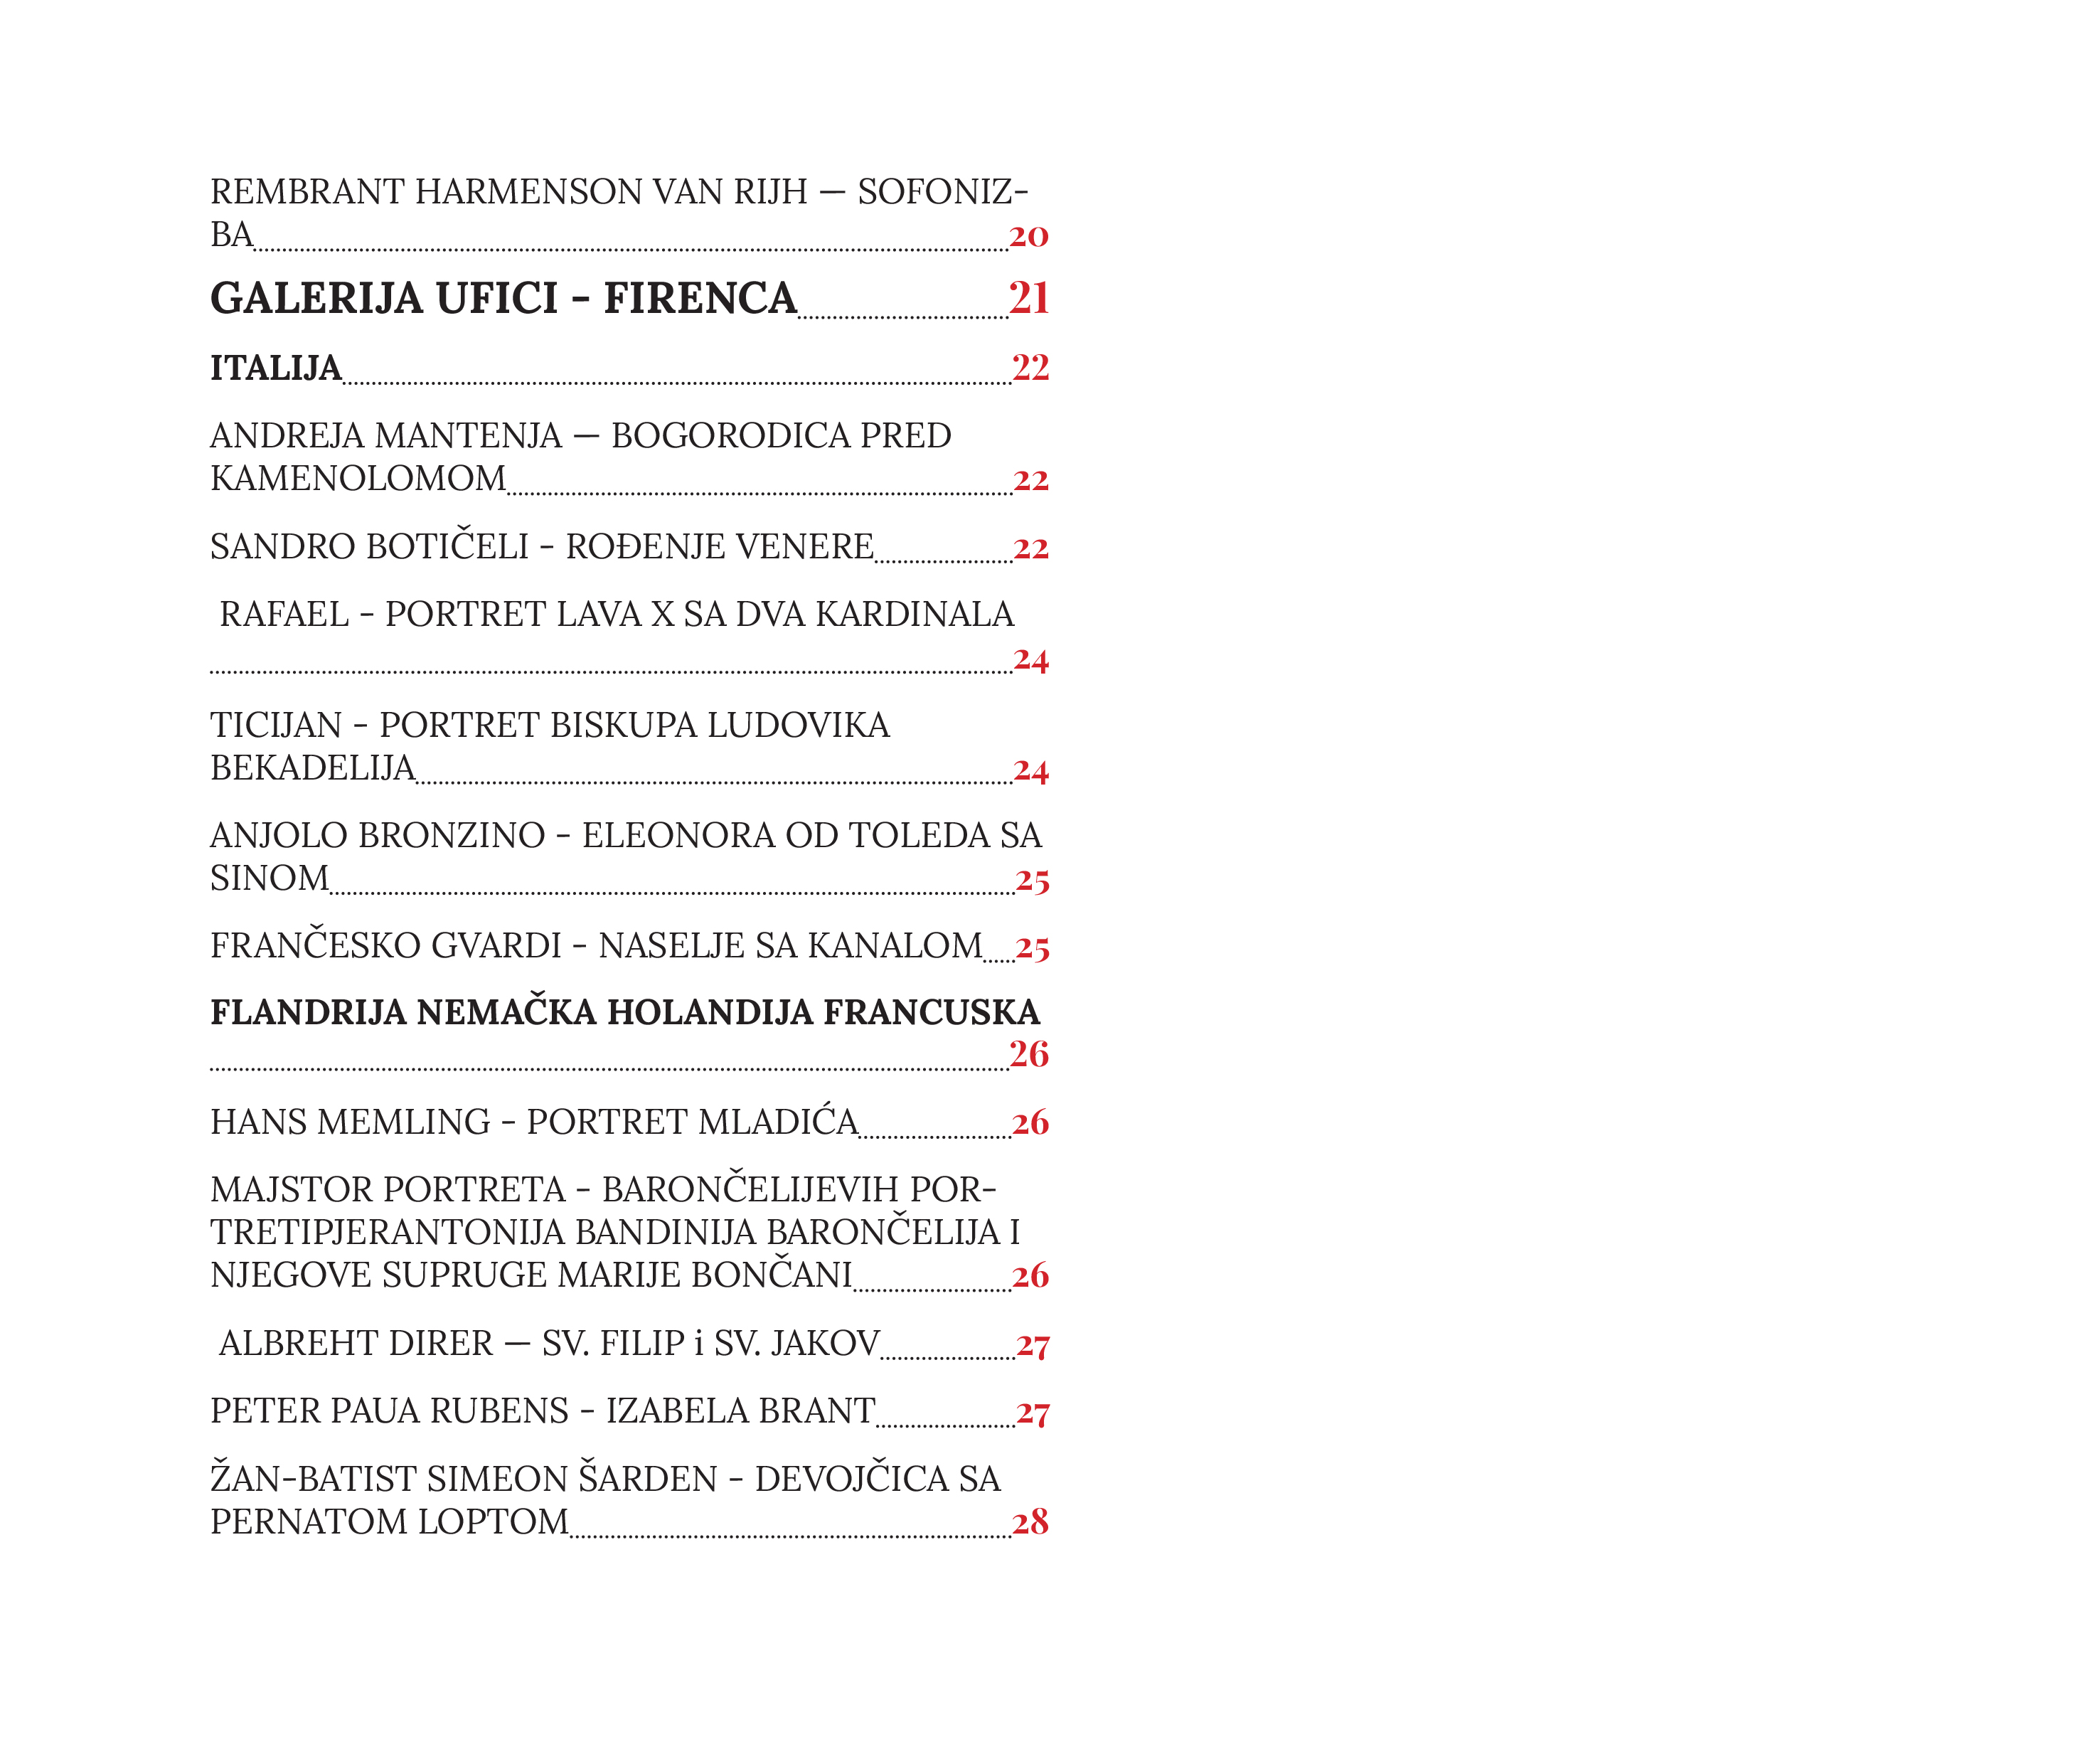 REMBRANT HARMENSON VAN RIJH — SOFONIZ-
BA 20
GALERIJA UFICI - FIRENCA 21
ITALIJA 22
ANDREJA MANTENJA — BOGORODICA PRED
KAMENOLOMOM 22
SANDRO BOTIČELI - ROĐENJE VENERE 22
RAFAEL - PORTRET LAVA X SA DVA KARDINALA
24
TICIJAN - PORTRET BISKUPA LUDOVIKA
BEKADELIJA 24
ANJOLO BRONZINO - ELEONORA OD TOLEDA SA
SINOM 25
FRANČESKO GVARDI - NASELJE SA KANALOM 25
FLANDRIJA NEMAČKA HOLANDIJA FRANCUSKA
26
HANS MEMLING - PORTRET MLADIĆA 26
MAJSTOR PORTRETA - BARONČELIJEVIH POR-
TRETIPJERANTONIJA BANDINIJA BARONČELIJA I
NJEGOVE SUPRUGE MARIJE BONČANI 26
ALBREHT DIRER — SV. FILIP i SV. JAKOV 27
PETER PAUA RUBENS - IZABELA BRANT 27
ŽAN-BATIST SIMEON ŠARDEN - DEVOJČICA SA
PERNATOM LOPTOM 28